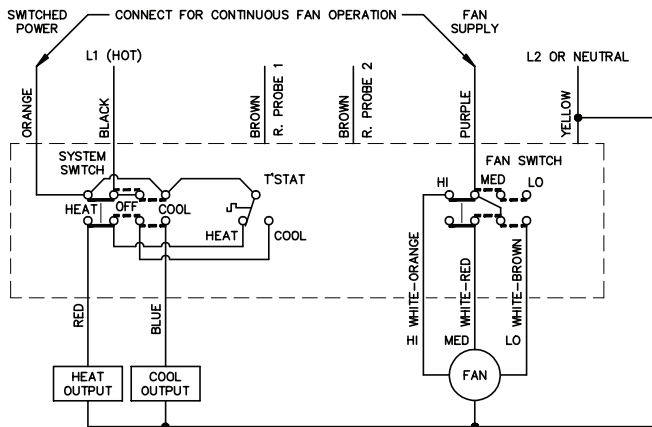 SWITCHED POWER
CONNECT FOR CONTINUOUS FAN OPERATION
FAN SUPPLY
L1 (HOT)
L2 OR NEUTRAL
ORANGE
BLACK
BROWN
R. PROBE 1
BROWN
R. PROBE 2
PURPLE
YELLOW
SYSTEM SWITCH
T'STAT
FAN SWITCH
HI
MED
LO
HEAT
OFF
COOL
HEAT
COOL
RED
BLUE
WHITE-ORANGE
WHITE-RED
WHITE-BROWN
HI
MED
LO
HEAT OUTPUT
COOL OUTPUT
FAN